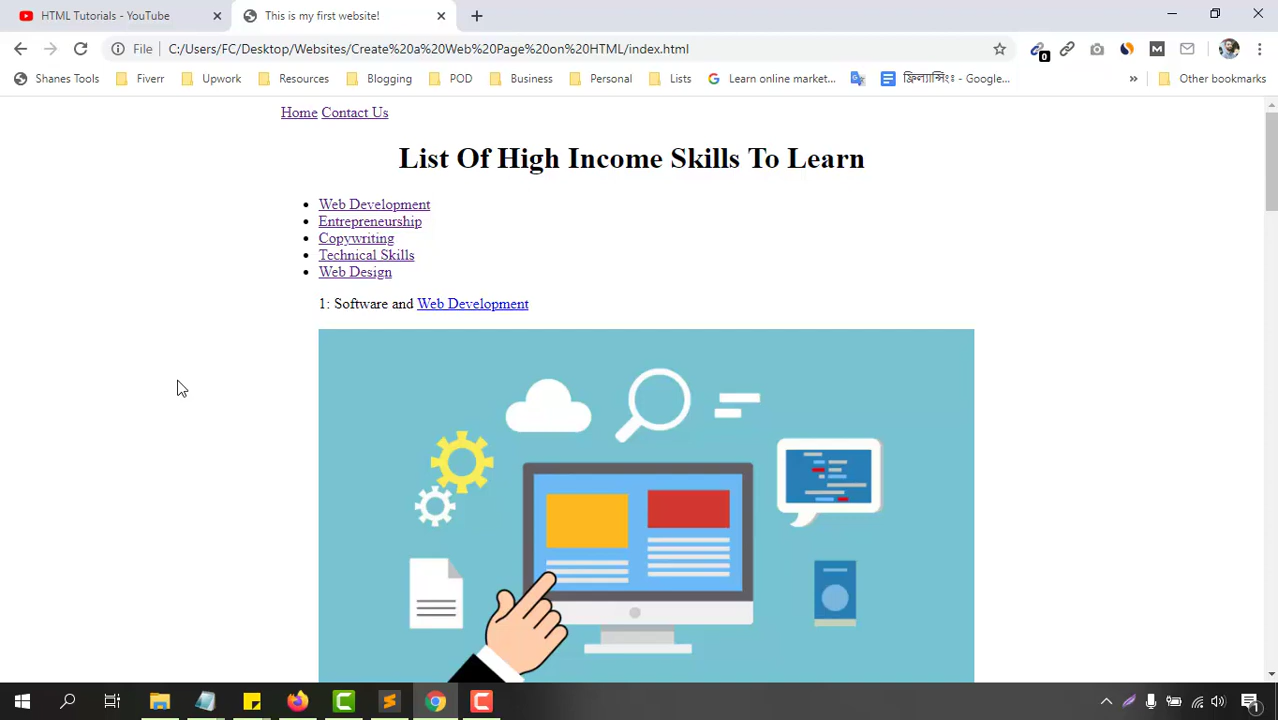 HTML Tutorials - YouTube
This is my first website!
File
C:/Users/FC/Desktop/Websites/Create%20a%20Web%20Page%20on%20HTML/index.html
0
M
Shanes Tools
Fiverr
Upwork
Resources
Blogging
POD
Business
Personal
Lists
G
Learn online market...
ফ্রিল্যান্সিংঃ - Google...
»
Other bookmarks
Home Contact Us
List Of High Income Skills To Learn
• Web Development
• Entrepreneurship
• Copywriting
• Technical Skills
• Web Design
1: Software and Web Development
1